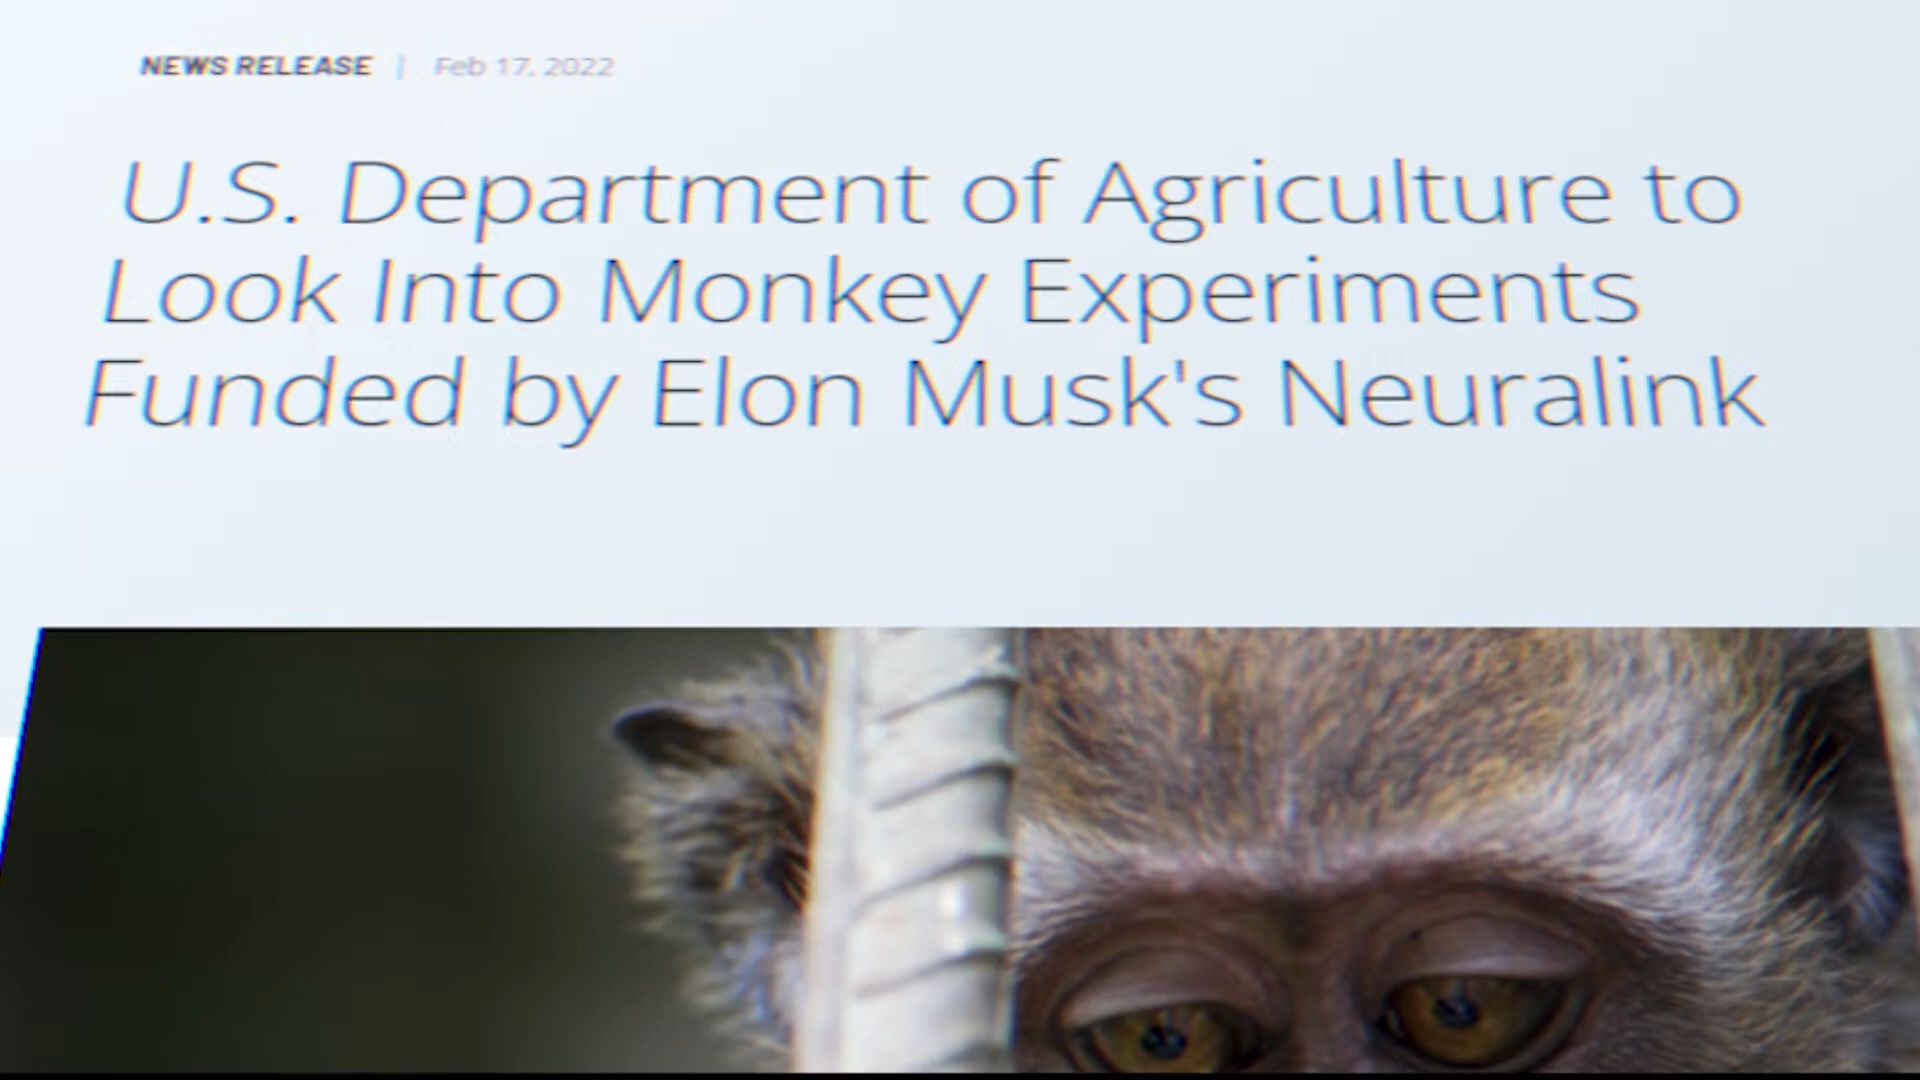 NEWS RELEASE | Feb 17, 2022
U.S. Department of Agriculture to
Look Into Monkey Experiments
Funded by Elon Musk's Neuralink